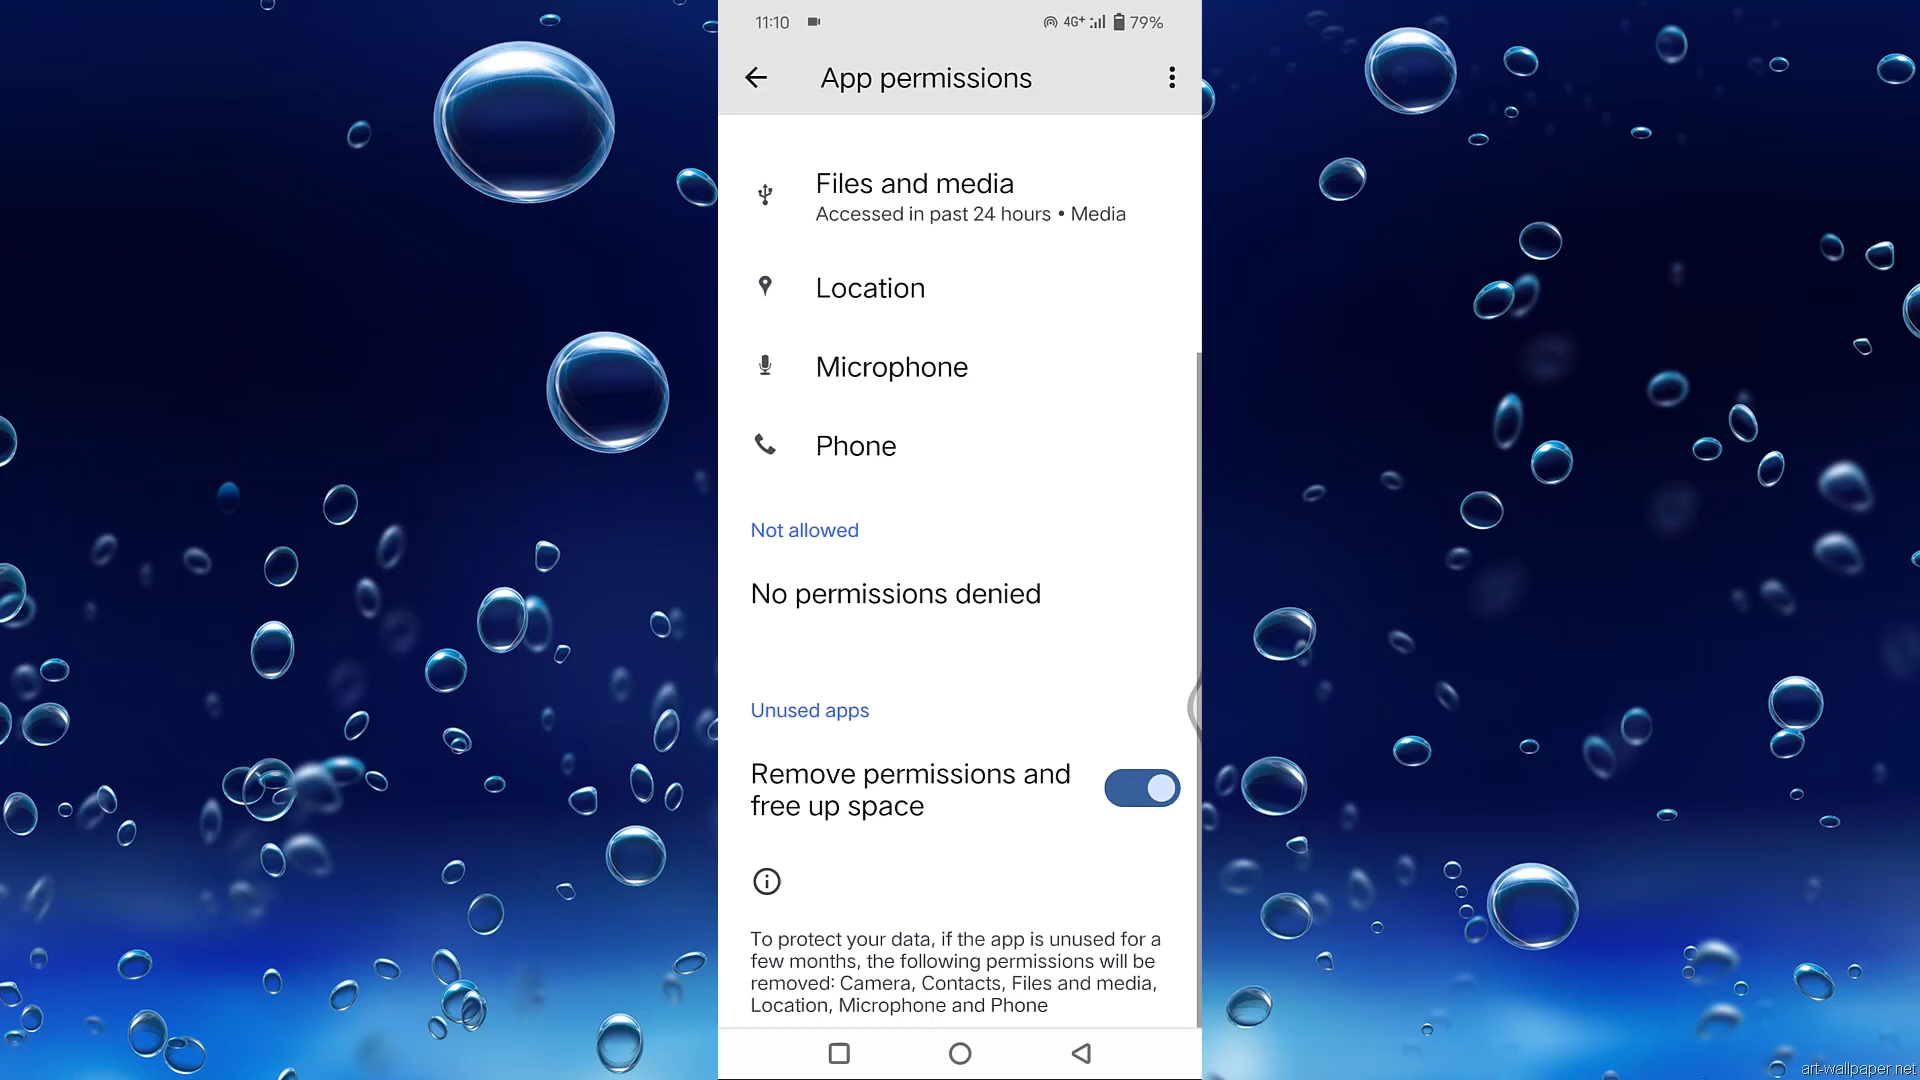 11:10
4G+
79%
App permissions
Files and media
Accessed in past 24 hours • Media
Location
Microphone
Phone
Not allowed
No permissions denied
Unused apps
Remove permissions and
free up space
To protect your data, if the app is unused for a
few months, the following permissions will be
removed: Camera, Contacts, Files and media,
Location, Microphone and Phone
art-wallpaper.net